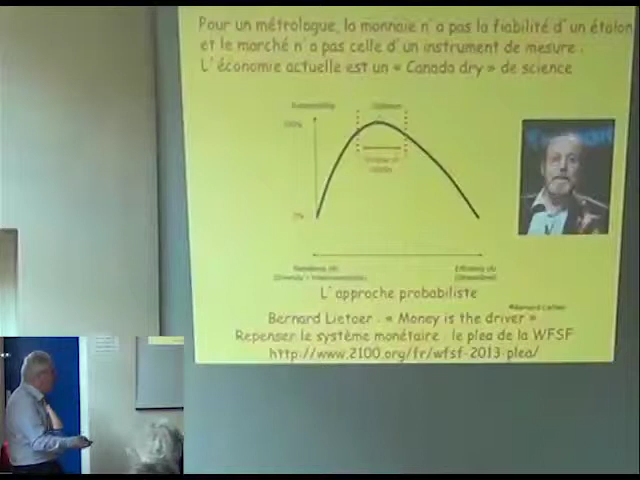 Pour un métrologue, la monnaie n'a pas la fiabilité d'un étalon
et le marché n'a pas celle d'un instrument de mesure .
L'économie actuelle est un « Canada dry » de science
L'approche probabiliste
Bernard Lietaer
Bernard Lietaer : « Money is the driver »
Repenser le système monétaire : le plea de la WFSF
http://www.2100.org/fr/wfsf-2013-plea/